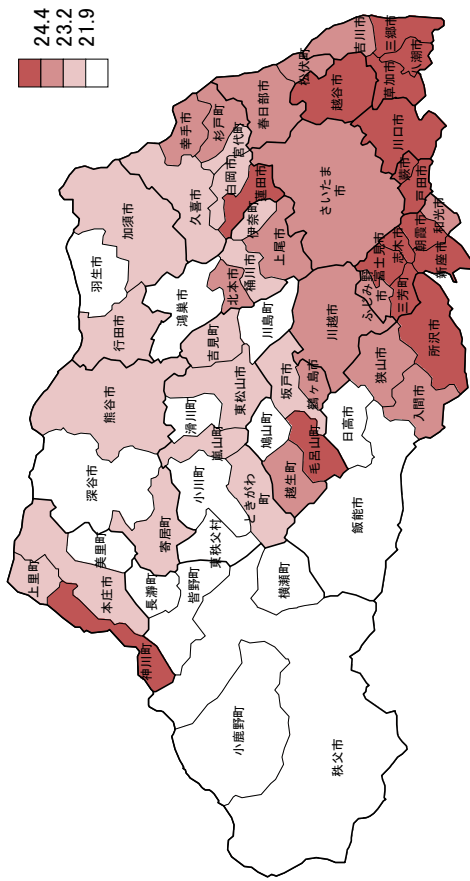 24.4
23.2
21.9
上里町
神川町
本庄市
美里町
深谷市
熊谷市
行田市
羽生市
加須市
長瀞町
皆野町
寄居町
小川町
東秩父村
嵐山町
滑川町
東松山市
吉見町
鴻巣市
北本市
桶川市
川島町
久喜市
幸手市
杉戸町
宮代町
白岡市
蓮田市
伊奈町
上尾市
春日部市
松伏町
吉川市
越谷市
さいたま
市
三郷市
八潮市
草加市
川口市
蕨市
戸田市
和光市
朝霞市
志木市
新座市
富士見市
ふじみ野
市
三芳町
川越市
所沢市
狭山市
入間市
坂戸市
鶴ヶ島市
鳩山町
毛呂山町
越生町
ときがわ
町
日高市
飯能市
横瀬町
小鹿野町
秩父市